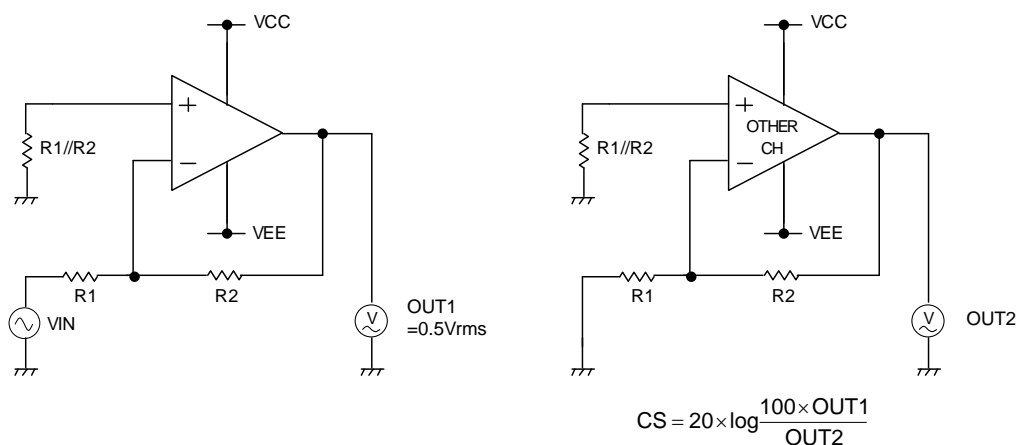 VCC
+
R1//R2
−
VEE
R1
R2
VIN
V
OUT1
=0.5Vrms
VCC
+
OTHER
CH
R1//R2
−
VEE
R1
R2
V
OUT2
CS = 20×log 100×OUT1
OUT2